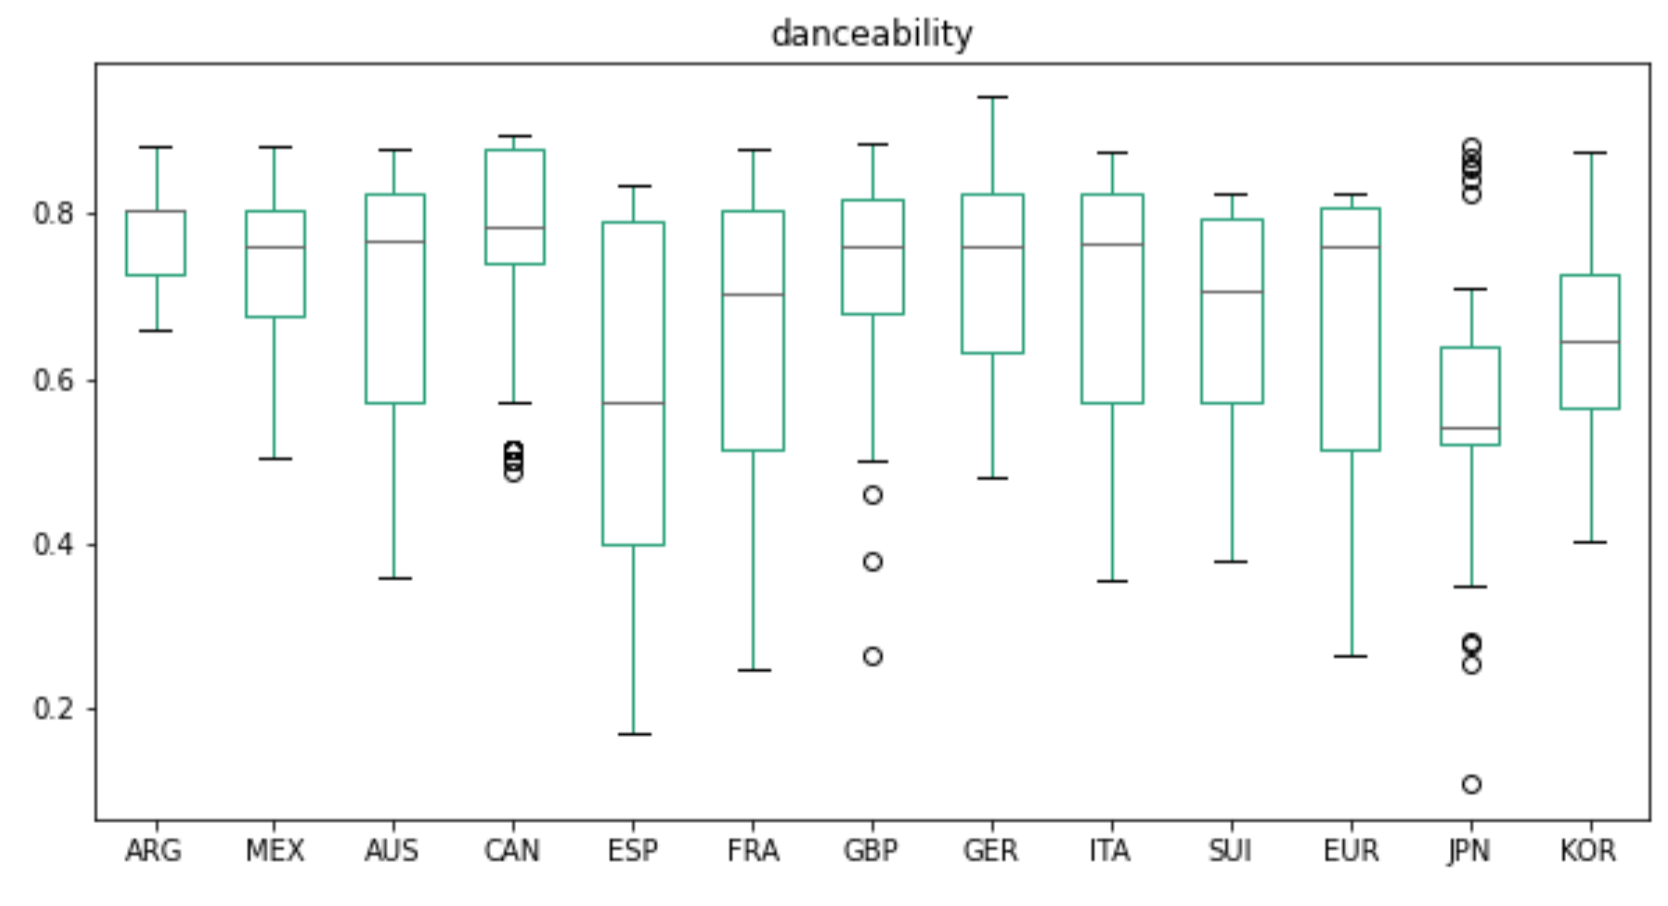 danceability
0.8
0.6
0.4
0.2
ARG MEX AUS CAN ESP FRA GBP GER ITA SUI EUR JPN KOR